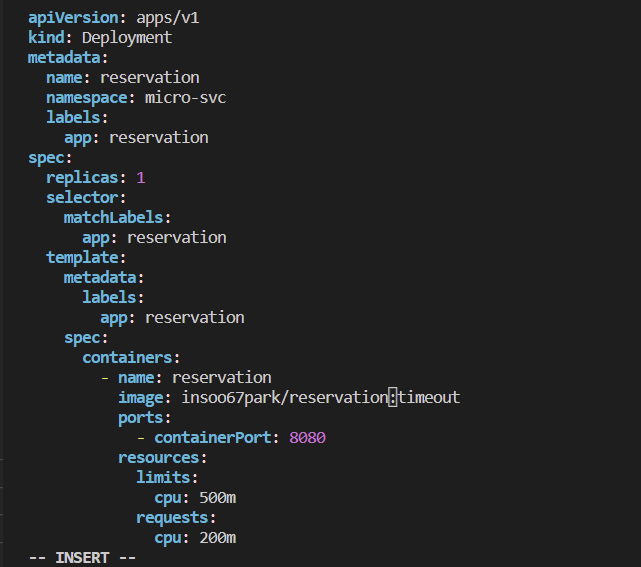 apiVersion: apps/v1
kind: Deployment
metadata:
  name: reservation
  namespace: micro-svc
  labels:
    app: reservation
spec:
  replicas: 1
  selector:
    matchLabels:
      app: reservation
  template:
    metadata:
      labels:
        app: reservation
    spec:
      containers:
        - name: reservation
          image: insoo67park/reservation:timeout
          ports:
            - containerPort: 8080
          resources:
            limits:
              cpu: 500m
            requests:
              cpu: 200m
-- INSERT --